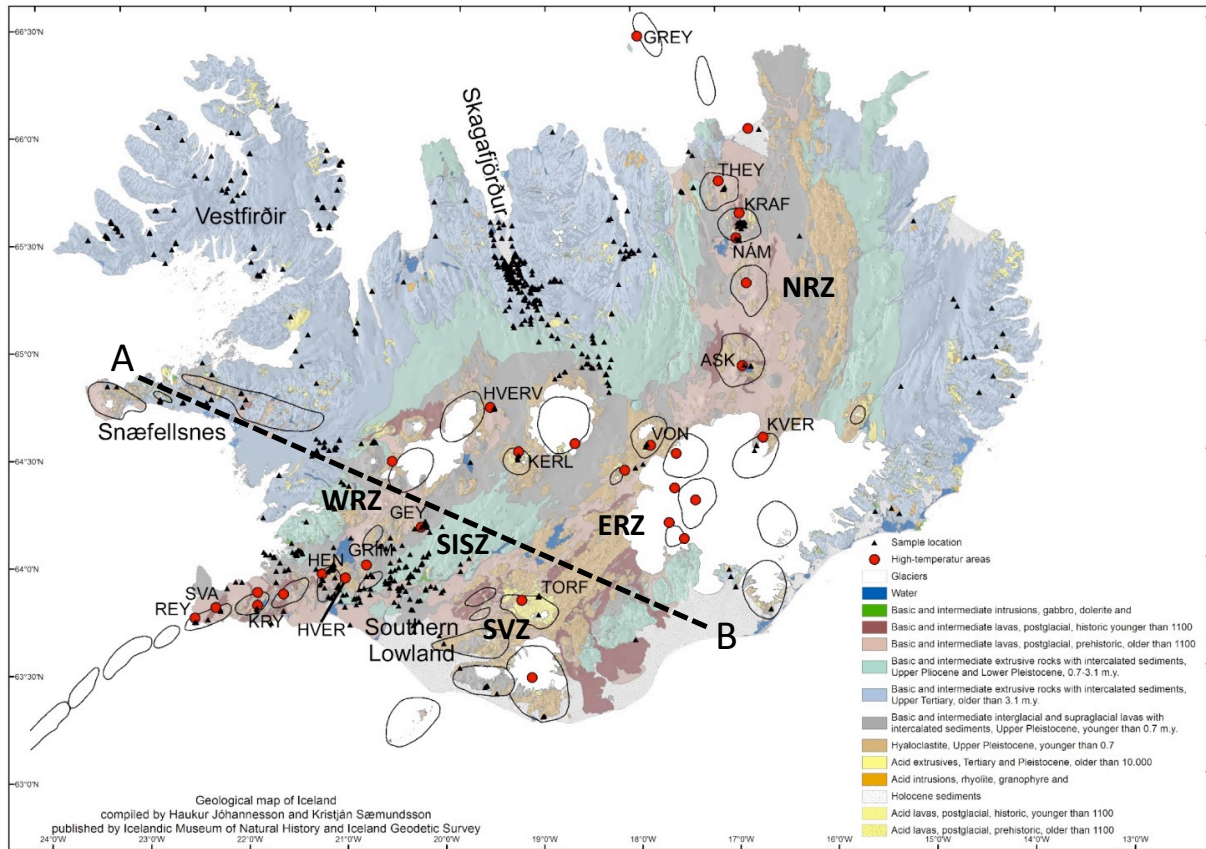 66°30'N
GREY
66°0'N
Skagafjörður
THEY
KRAF
Vestfirðir
65°30'N
NÁM
NRZ
65°0'N
A
ASK
HVERV
Snæfellsnes
VON
KVER
64°30'N
KERL
WRZ
GEY
ERZ
SISZ
GRIM
HEN
64°0'N
SVA
TORF
REY
KRY
HVER
Southern
Lowland
SVZ
B
63°30'N
63°0'N
Sample location
High-temperatur areas
Glaciers
Water
Basic and intermediate intrusions, gabbro, dolerite and
Basic and intermediate lavas, postglacial, historic younger than 1100
Basic and intermediate lavas, postglacial, prehistoric, older than 1100
Basic and intermediate extrusive rocks with intercalated sediments,
Upper Pliocene and Lower Pleistocene, 0.7-3.1 m.y.
Basic and intermediate extrusive rocks with intercalated sediments,
Upper Tertiary, older than 3.1 m.y.
Basic and intermediate interglacial and supraglacial lavas with
intercalated sediments, Upper Pleistocene, younger than 0.7 m.y.
Hyaloclastite, Upper Pleistocene, younger than 0.7
Acid extrusives, Tertiary and Pleistocene, older than 10.000
Acid intrusions, rhyolite, granophyre and
Holocene sediments
Acid lavas, postglacial, historic, younger than 1100
Acid lavas, postglacial, prehistoric, older than 1100
Geological map of Iceland
compiled by Haukur Jóhannesson and Kristján Sæmundsson
published by Icelandic Museum of Natural History and Iceland Geodetic Survey
24°0'W 23°0'W 22°0'W 21°0'W 20°0'W 19°0'W 18°0'W 17°0'W 16°0'W 15°0'W 14°0'W 13°0'W